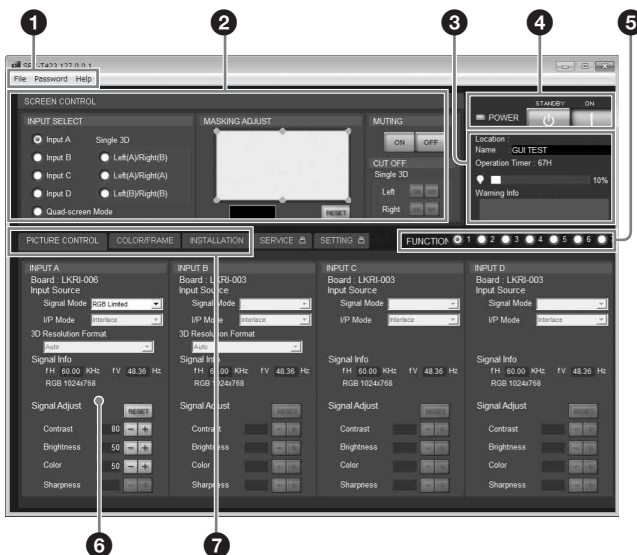 1 2 3 4 5
127.0.0.1
File Password Help
SCREEN CONTROL
INPUT SELECT
Input A Single 3D
Input B Left(A)/Right(B)
Input C Left(A)/Right(A)
Input D Left(B)/Right(B)
Quad-screen Mode
MASKING ADJUST
RESET
MUTING
ON OFF
CUT OFF
Single 3D
Left
Right
STANDBY ON
POWER
Location :
Name : GUI TEST
Operation Timer : 67H
10%
Warning Info
PICTURE CONTROL COLOR/FRAME INSTALLATION SERVICE SETTING FUNCTION 1 2 3 4 5 6
INPUT A
Board : LKRI-006
Input Source
Signal Mode RGB Limited
I/P Mode Interlace
3D Resolution Format
Auto
Signal Info
fH 60.00 KHz fV 48.36 Hz
RGB 1024x768
Signal Adjust RESET
Contrast 80 - +
Brightness 50 - +
Color 50 - +
Sharpness - +
INPUT B
Board : LKRI-003
Input Source
Signal Mode
I/P Mode Interlace
3D Resolution Format
Auto
Signal Info
fH 60.00 KHz fV 48.36 Hz
RGB 1024x768
Signal Adjust RESET
Contrast - +
Brightness - +
Color - +
Sharpness - +
INPUT C
Board : LKRI-003
Input Source
Signal Mode
I/P Mode Interlace
Signal Info
fH 60.00 KHz fV 48.36 Hz
RGB 1024x768
Signal Adjust RESET
Contrast - +
Brightness - +
Color - +
Sharpness - +
INPUT D
Board : LKRI-003
Input Source
Signal Mode
I/P Mode Interlace
Signal Info
fH 60.00 KHz fV 48.36 Hz
RGB 1024x768
Signal Adjust RESET
Contrast - +
Brightness - +
Color - +
Sharpness - +
6 7